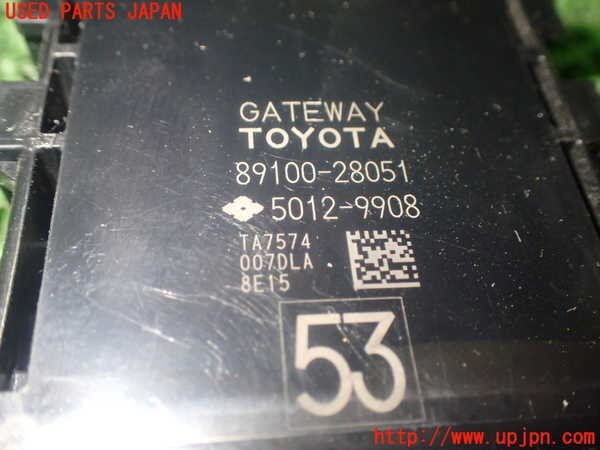 USED PARTS JAPAN
GATEWAY
TOYOTA
89100-28051
5012-9908
TA7574
007DLA
8E15
53
http://www.upjpn.com